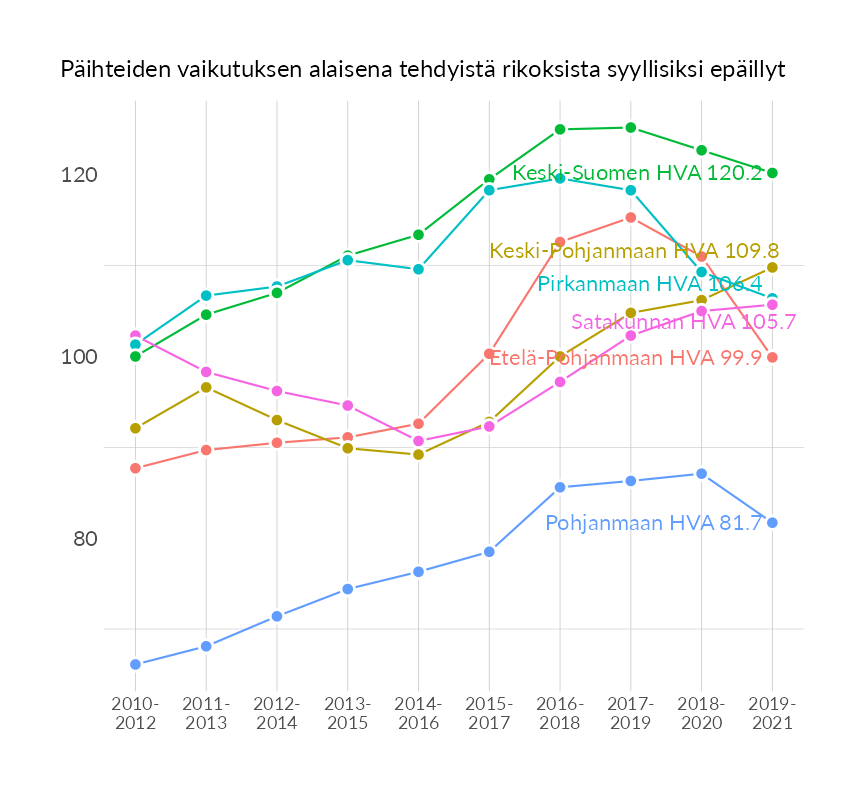 Päihteiden vaikutuksen alaisena tehdyistä rikoksista syyllisiksi epäillyt
120
100
80
Keski-Suomen HVA 120.2
Keski-Pohjanmaan HVA 109.8
Pirkanmaan HVA 106.4
Satakunnan HVA 105.7
Etelä-Pohjanmaan HVA 99.9
Pohjanmaan HVA 81.7
2010- 2011- 2012- 2013- 2014- 2015- 2016- 2017- 2018- 2019-
2012 2013 2014 2015 2016 2017 2018 2019 2020 2021